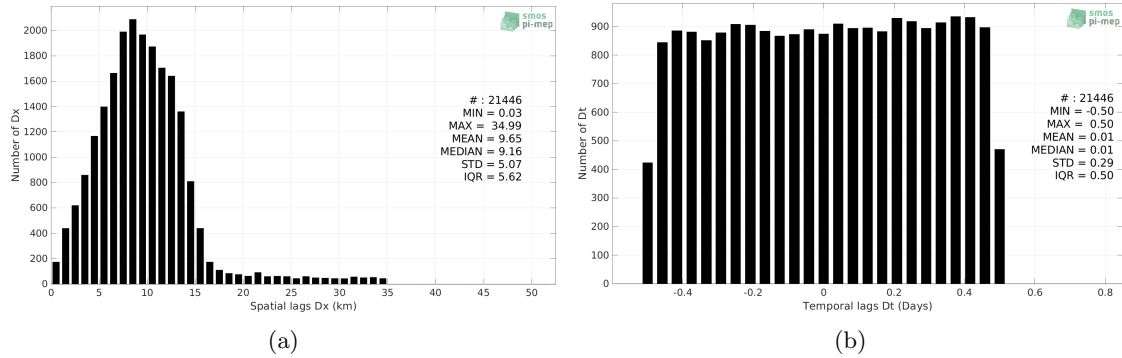 smos
pi-mep
2000
1800
1600
1400
1200
1000
800
600
400
200
0
Number of Dx
# : 21446
MIN = 0.03
MAX = 34.99
MEAN = 9.65
MEDIAN = 9.16
STD = 5.07
IQR = 5.62
0 5 10 15 20 25 30 35 40 45 50
Spatial lags Dx (km)
(a)
smos
pi-mep
900
800
700
600
500
400
300
200
100
0
Number of Dt
# : 21446
MIN = -0.50
MAX = 0.50
MEAN = 0.01
MEDIAN = 0.01
STD = 0.29
IQR = 0.50
-0.4 -0.2 0 0.2 0.4 0.6 0.8
Temporal lags Dt (Days)
(b)